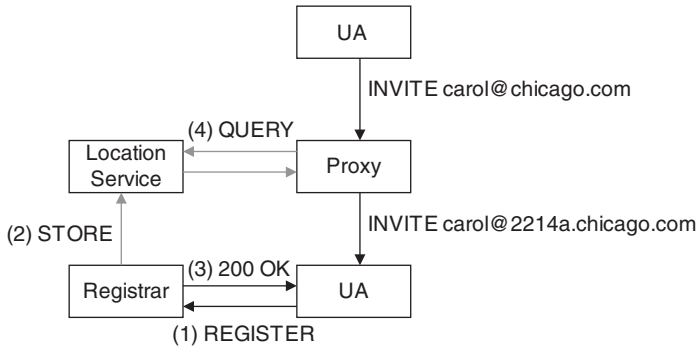 UA
INVITE carol@chicago.com
(4) QUERY
Location
Service
Proxy
(2) STORE
INVITE carol@2214a.chicago.com
(3) 200 OK
Registrar
UA
(1) REGISTER